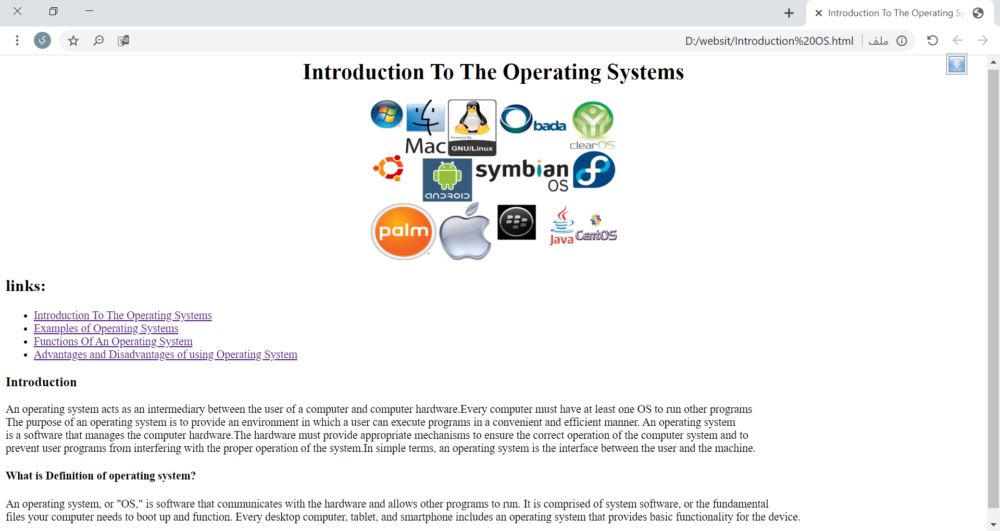 Introduction To The Operating Sy
D:/websit/Introduction%20OS.html
ملف
ي
Introduction To The Operating Systems
Mac
Powered By
GNU/Linux
bada
clearOS
ANDROID
symbian
OS
palm
Java
CentOS
links:
Introduction To The Operating Systems
Examples of Operating Systems
Functions Of An Operating System
Advantages and Disadvantages of using Operating System
Introduction
An operating system acts as an intermediary between the user of a computer and computer hardware.Every computer must have at least one OS to run other programs
The purpose of an operating system is to provide an environment in which a user can execute programs in a convenient and efficient manner. An operating system
is a software that manages the computer hardware.The hardware must provide appropriate mechanisms to ensure the correct operation of the computer system and to
prevent user programs from interfering with the proper operation of the system.In simple terms, an operating system is the interface between the user and the machine.
What is Definition of operating system?
An operating system, or "OS," is software that communicates with the hardware and allows other programs to run. It is comprised of system software, or the fundamental
files your computer needs to boot up and function. Every desktop computer, tablet, and smartphone includes an operating system that provides basic functionality for the device.